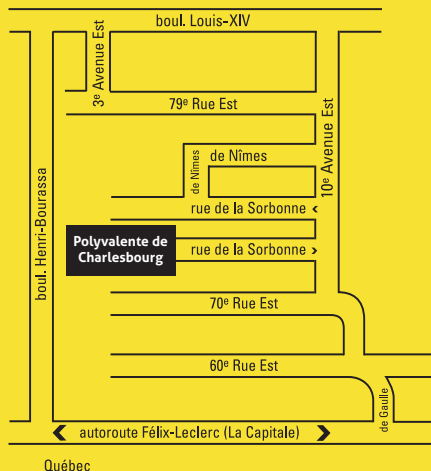 boul. Louis-XIV
3e Avenue Est
79e Rue Est
10e Avenue Est
de Nîmes
de Nîmes
boul. Henri-Bourassa
rue de la Sorbonne ‹
Polyvalente de
Charlesbourg
rue de la Sorbonne ›
70e Rue Est
60e Rue Est
de Gaulle
autoroute Félix-Leclerc (La Capitale)
Québec